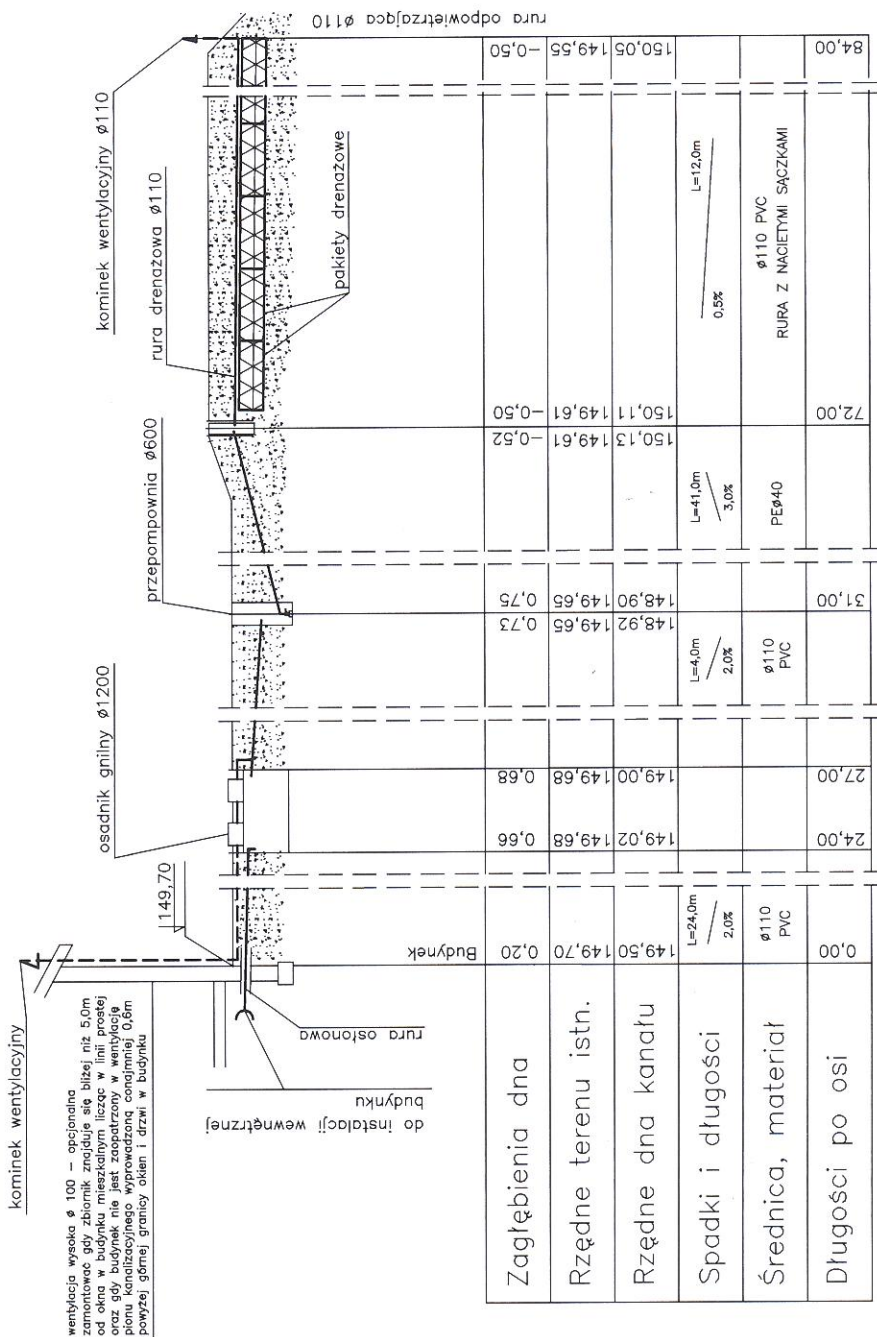 kominek wentylacyjny
wentylacja wysoka ø 100 – opcjonalna
zamontować gdy zbiornik znajduje się bliżej niż 5,0m
od okna w budynku mieszkalnym licząc w linii prostej
oraz gdy budynek nie jest zaopatrzony w wentylację
pionu kanalizacyjnego wyprowadzoną conajmniej 0,6m
powyżej górnej granicy okien i drzwi w budynku
149,70
osadnik gnilny ø1200
przepompownia ø600
rura drenażowa ø110
kominek wentylacyjny ø110
rura odpowietrzająca ø110
pakiety drenażowe
rura osłonowa
do instalacji wewnętrznej
budynku
Budynek
Zagłębienia dna
0,20
0,66
0,68
0,73
0,75
-0,52
-0,50
-0,50
Rzędne terenu istn.
149,70
149,68
149,68
149,65
149,65
149,61
149,61
149,55
Rzędne dna kanału
149,50
149,02
149,00
148,92
148,90
150,13
150,11
150,05
Spadki i długości
L=24,0m
2,0%
L=4,0m
2,0%
L=41,0m
3,0%
0,5%
L=12,0m
Średnica, materiał
ø110
PVC
ø110
PVC
PEø40
ø110 PVC
RURA Z NACIETYMI SĄCZKAMI
Długości po osi
0,00
24,00
27,00
31,00
72,00
84,00